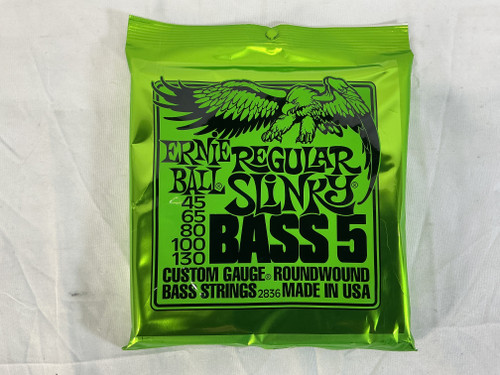 ERNIE BALL®
REGULAR SLINKY®
45
65
80
100
130
BASS 5
CUSTOM GAUGE® ROUNDWOUND
BASS STRINGS 2836 MADE IN USA